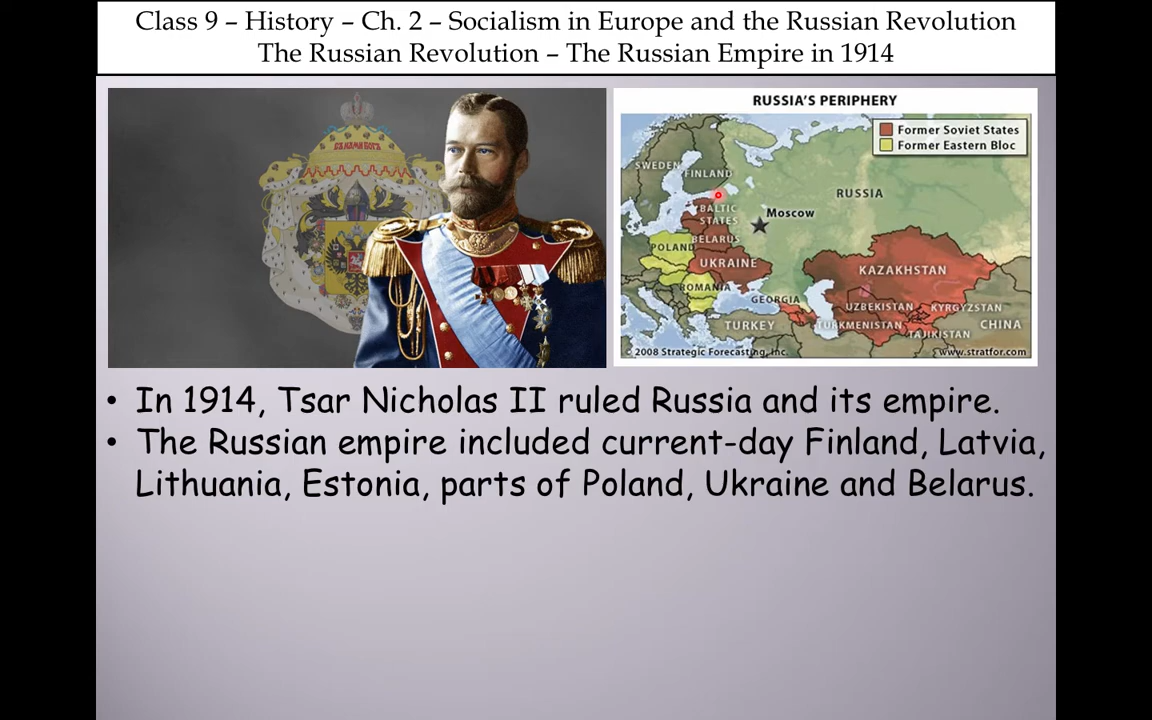 Class 9 – History – Ch. 2 – Socialism in Europe and the Russian Revolution
The Russian Revolution – The Russian Empire in 1914
СЪ НАМИ БОГЪ
RUSSIA'S PERIPHERY
Former Soviet States
Former Eastern Bloc
SWEDEN
FINLAND
RUSSIA
BALTIC
STATES
Moscow
BELARUS
POLAND
UKRAINE
KAZAKHSTAN
ROMANIA
GEORGIA
UZBEKISTAN
KYRGYZSTAN
TURKEY
TURKMENISTAN
CHINA
TAJIKISTAN
© 2008 Strategic Forecasting, Inc.
www.stratfor.com
• In 1914, Tsar Nicholas II ruled Russia and its empire.
• The Russian empire included current-day Finland, Latvia,
Lithuania, Estonia, parts of Poland, Ukraine and Belarus.